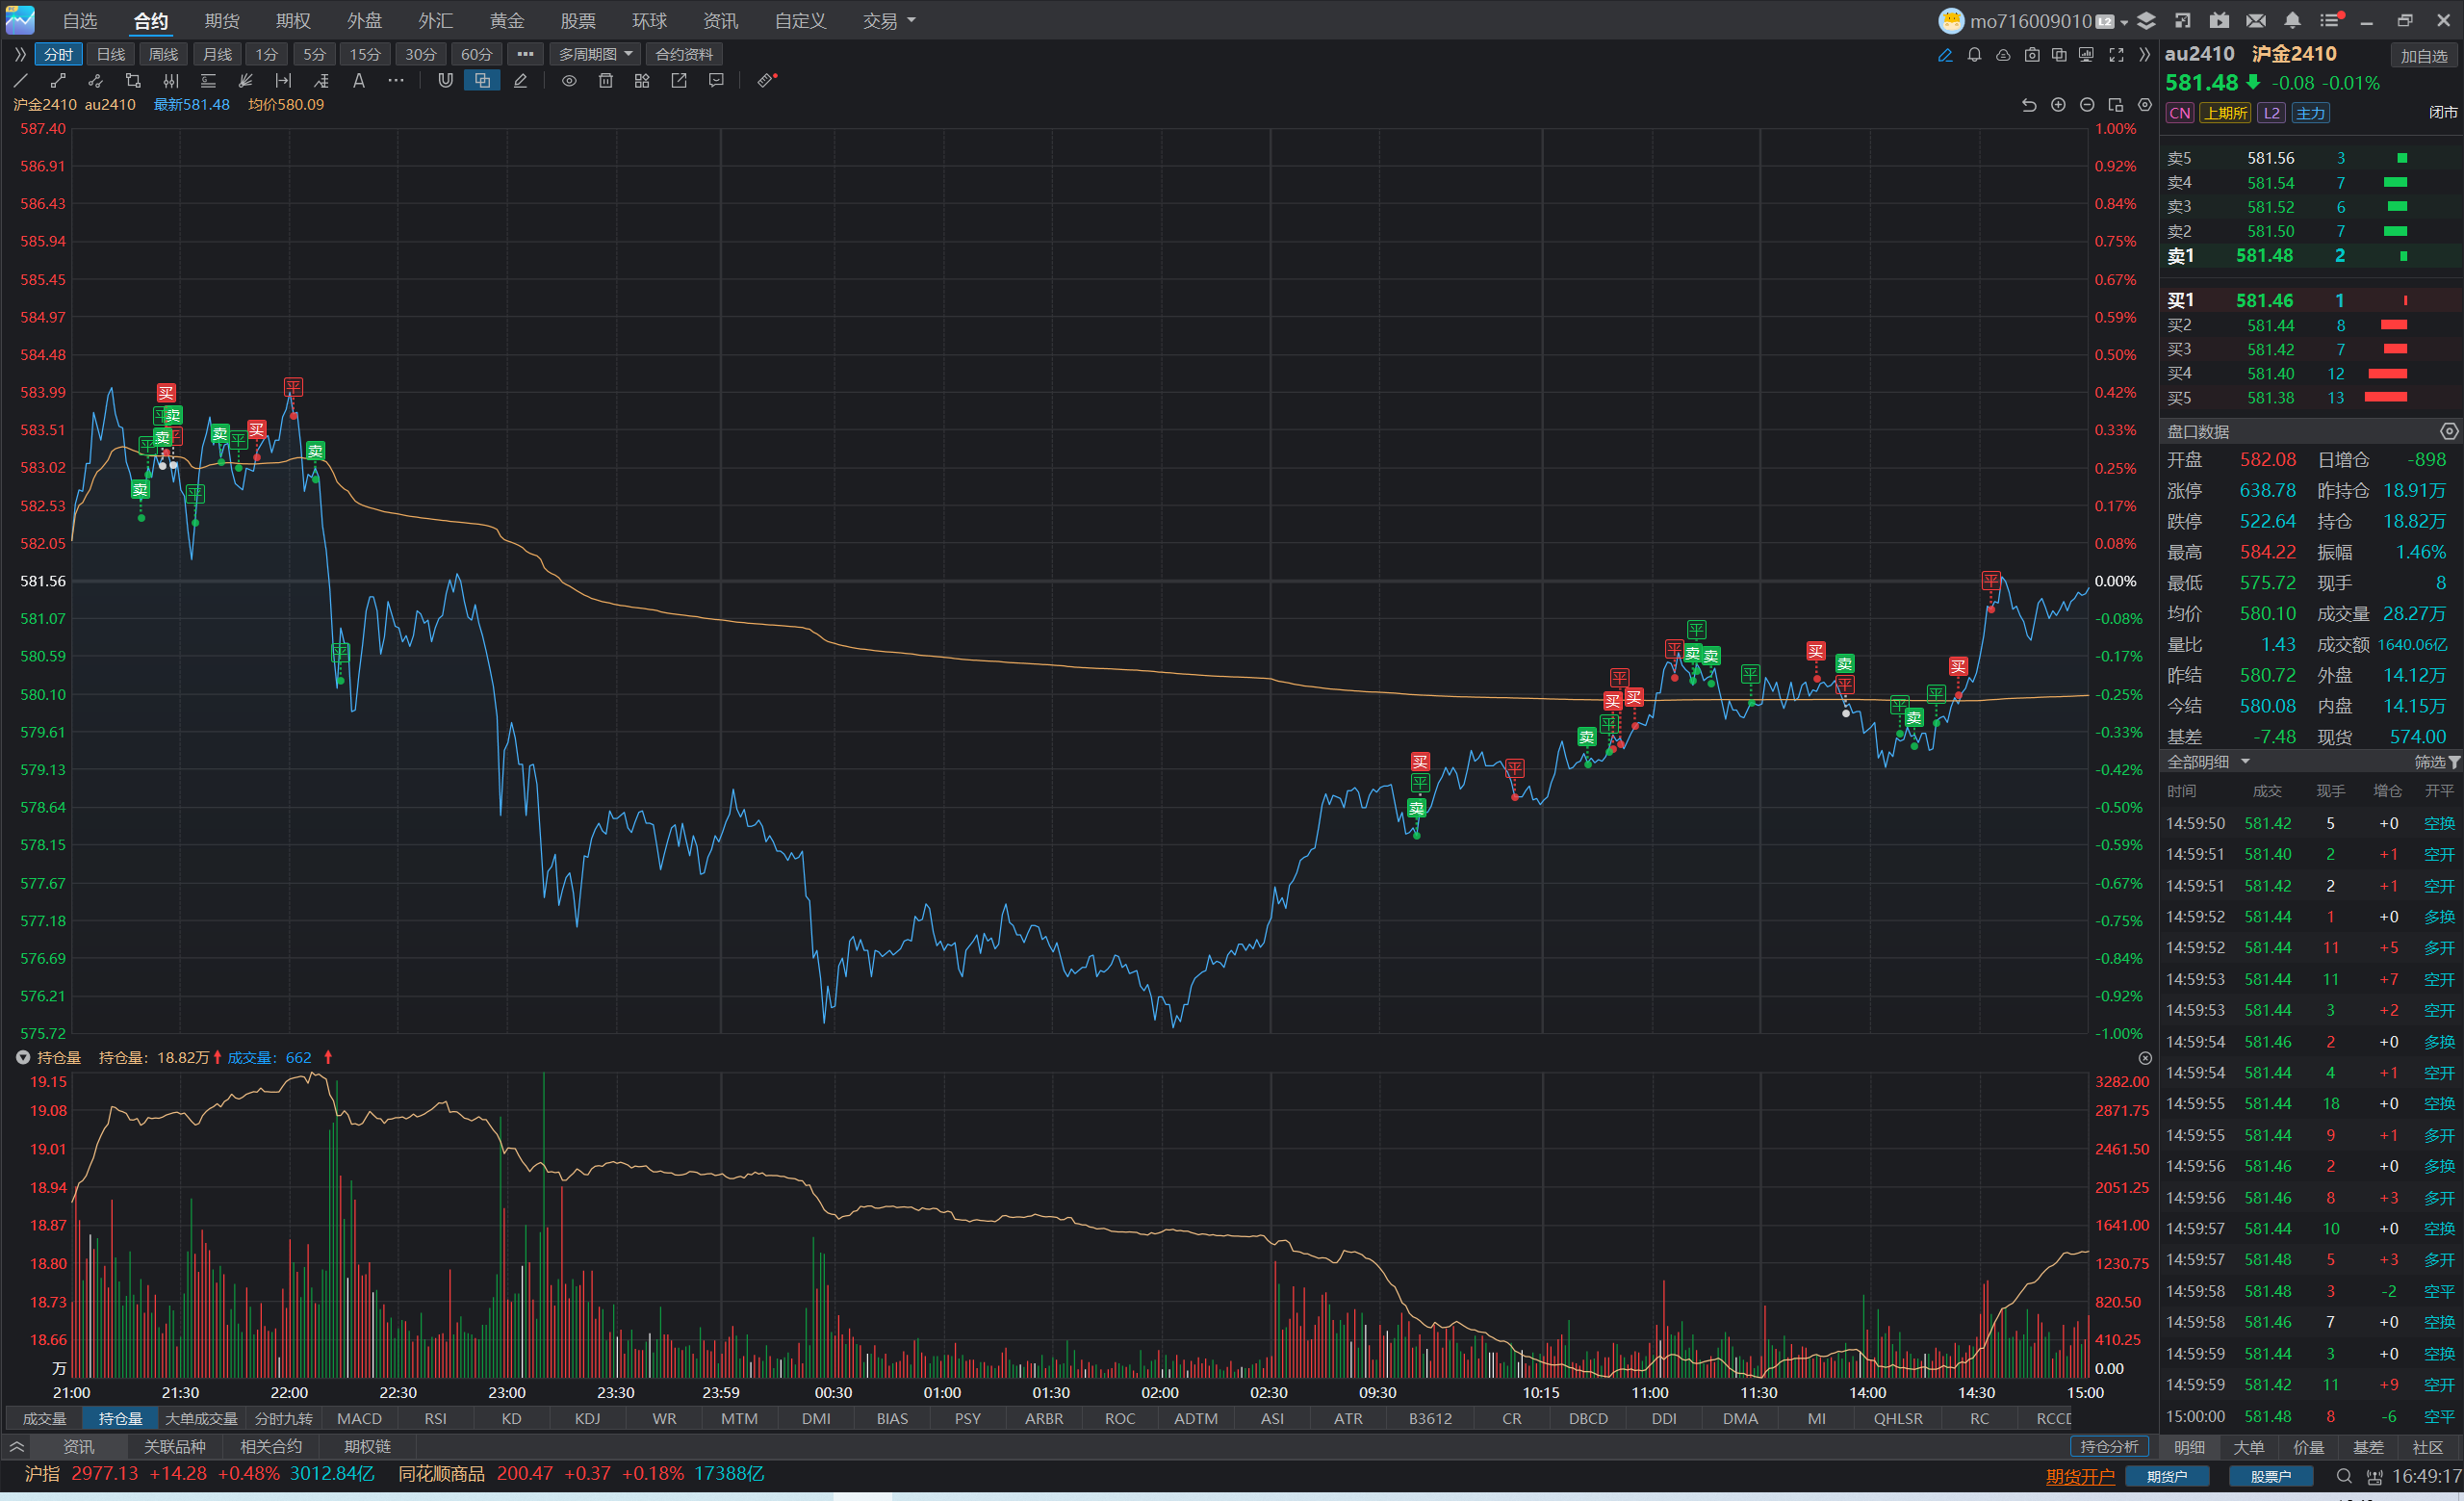 自选 合约 期货 期权 外盘 外汇 黄金 股票 环球 资讯 自定义 交易 mo716009010 L2
分时 日线 周线 月线 1分 5分 15分 30分 60分 ••• 多周期图 合约资料
沪金2410 au2410 最新581.48 均价580.09
587.40 1.00%
586.91 0.92%
586.43 0.84%
585.94 0.75%
585.45 0.67%
584.97 0.59%
584.48 0.50%
583.99 0.42%
583.51 0.33%
583.02 0.25%
582.53 0.17%
582.05 0.08%
581.56 0.00%
581.07 -0.08%
580.59 -0.17%
580.10 -0.25%
579.61 -0.33%
579.13 -0.42%
578.64 -0.50%
578.15 -0.59%
577.67 -0.67%
577.18 -0.75%
576.69 -0.84%
576.21 -0.92%
575.72 -1.00%
持仓量 持仓量: 18.82万 成交量: 662
19.15 3282.00
19.08 2871.75
19.01 2461.50
18.94 2051.25
18.87 1641.00
18.80 1230.75
18.73 820.50
18.66 410.25
万 0.00
21:00 21:30 22:00 22:30 23:00 23:30 23:59 00:30 01:00 01:30 02:00 02:30 09:30 10:15 11:00 11:30 14:00 14:30 15:00
成交量 持仓量 大单成交量 分时九转 MACD RSI KD KDJ WR MTM DMI BIAS PSY ARBR ROC ADTM ASI ATR B3612 CR DBCD DDI DMA MI QHLSR RC RCCD
资讯 关联品种 相关合约 期权链 持仓分析
au2410 沪金2410 加自选
581.48 -0.08 -0.01%
CN 上期所 L2 主力 闭市
卖5 581.56 3
卖4 581.54 7
卖3 581.52 6
卖2 581.50 7
卖1 581.48 2
买1 581.46 1
买2 581.44 8
买3 581.42 7
买4 581.40 12
买5 581.38 13
盘口数据
开盘 582.08 日增仓 -898
涨停 638.78 昨持仓 18.91万
跌停 522.64 持仓 18.82万
最高 584.22 振幅 1.46%
最低 575.72 现手 8
均价 580.10 成交量 28.27万
量比 1.43 成交额 1640.06亿
昨结 580.72 外盘 14.12万
今结 580.08 内盘 14.15万
基差 -7.48 现货 574.00
全部明细 筛选
时间 成交 现手 增仓 开平
14:59:50 581.42 5 +0 空换
14:59:51 581.40 2 +1 空开
14:59:51 581.42 2 +1 空开
14:59:52 581.44 1 +0 多换
14:59:52 581.44 11 +5 多开
14:59:53 581.44 11 +7 空开
14:59:53 581.44 3 +2 空开
14:59:54 581.46 2 +0 多换
14:59:54 581.44 4 +1 空开
14:59:55 581.44 18 +0 空换
14:59:55 581.44 9 +1 多开
14:59:56 581.46 2 +0 多换
14:59:56 581.46 8 +3 多开
14:59:57 581.44 10 +0 空换
14:59:57 581.48 5 +3 多开
14:59:58 581.48 3 -2 空平
14:59:58 581.46 7 +0 空换
14:59:59 581.44 3 +0 空换
14:59:59 581.42 11 +9 空开
15:00:00 581.48 8 -6 空平
明细 大单 价量 基差 社区
沪指 2977.13 +14.28 +0.48% 3012.84亿 同花顺商品 200.47 +0.37 +0.18% 17388亿 期货开户 期货户 股票户 16:49:17